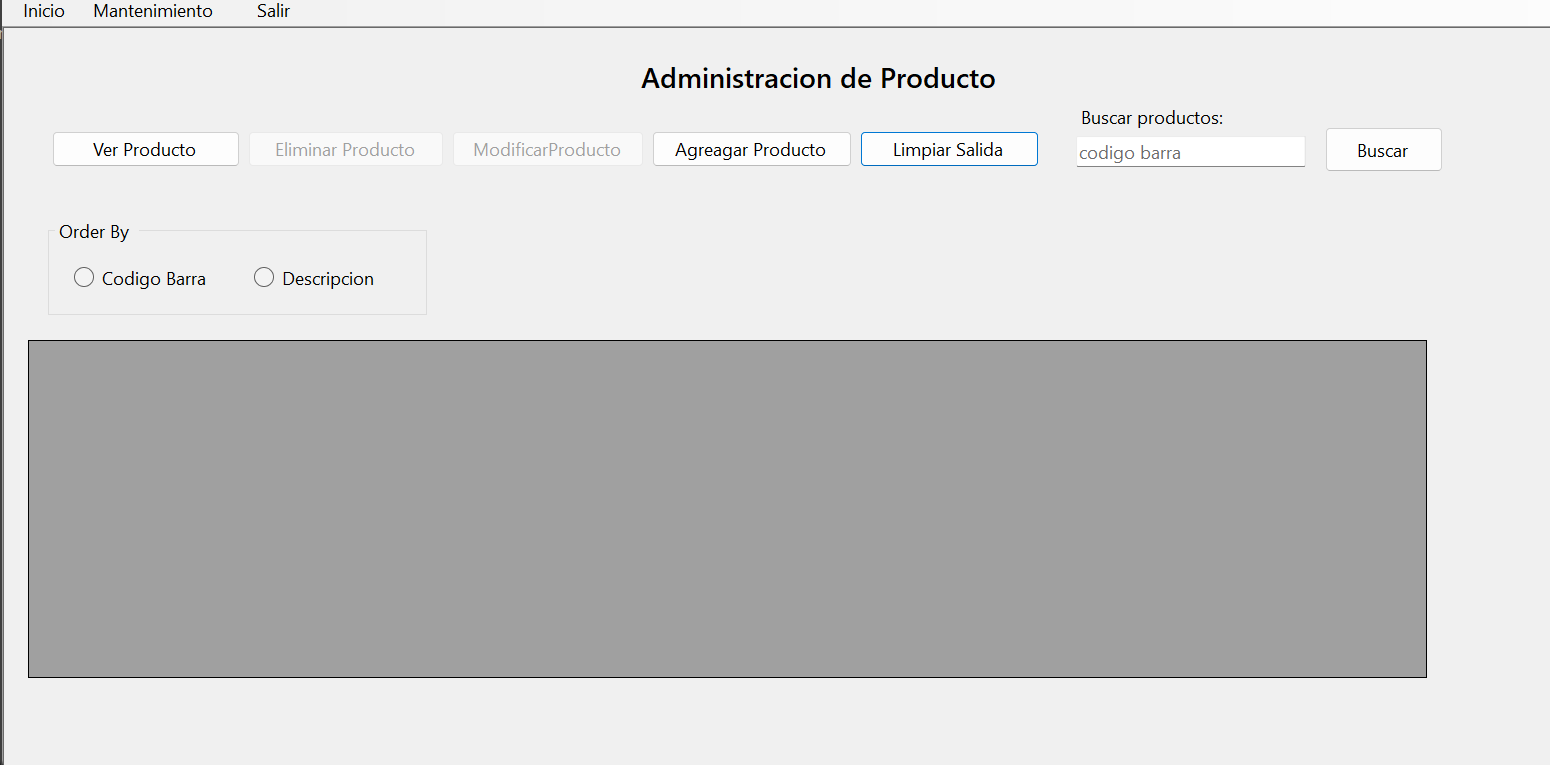 Inicio Mantenimiento Salir
Administracion de Producto
Buscar productos:
Ver Producto Eliminar Producto ModificarProducto Agreagar Producto Limpiar Salida codigo barra Buscar
Order By
Codigo Barra Descripcion